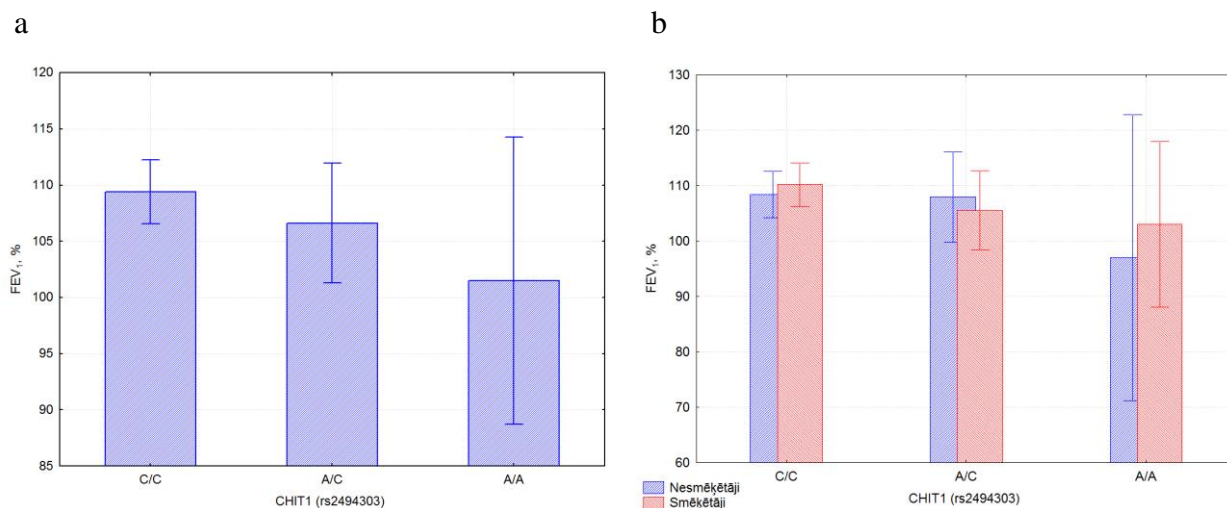 a
120
115
110
105
100
95
90
85
FEV₁, %
C/C
A/C
A/A
CHIT1 (rs2494303)
b
130
120
110
100
90
80
70
60
FEV₁, %
C/C
A/C
A/A
CHIT1 (rs2494303)
Nesmēķētāji
Smēķētāji